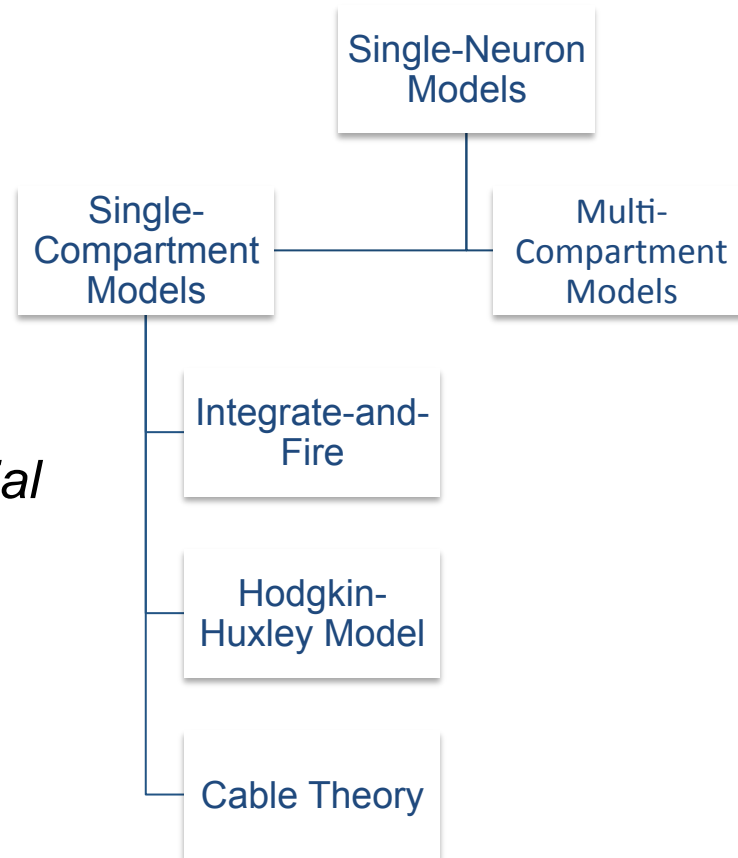 Single-Neuron
Models
Single-
Compartment
Models
Multi-
Compartment
Models
Integrate-and-
Fire
Hodgkin-
Huxley Model
Cable Theory